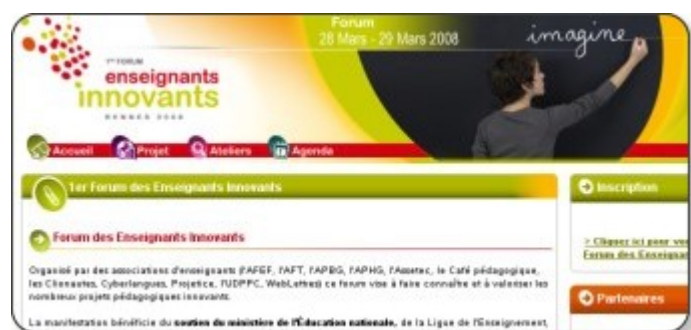 Forum
28 Mars - 29 Mars 2008
imagine
1er FORUM
enseignants
innovants
RENNES 2008
Accueil
Projet
Ateliers
Agenda
1er Forum des Enseignants Innovants
Inscription
Forum des Enseignants Innovants
> Cliquez ici pour
Forum des
Organisé par des associations d'enseignants (l'AFEF, l'AFT, l'APBG, l'APHG, l'Assetec, le Café pédagogique,
les Clionautes, Cyberlangues, Projetice, l'UDPPC, WebLettres) ce forum vise à faire connaître et à valoriser les
nombreux projets pédagogiques innovants.
Partenaires
La manifestation bénéficie du soutien du ministère de l'Éducation nationale, de la Ligue de l'Enseignement,